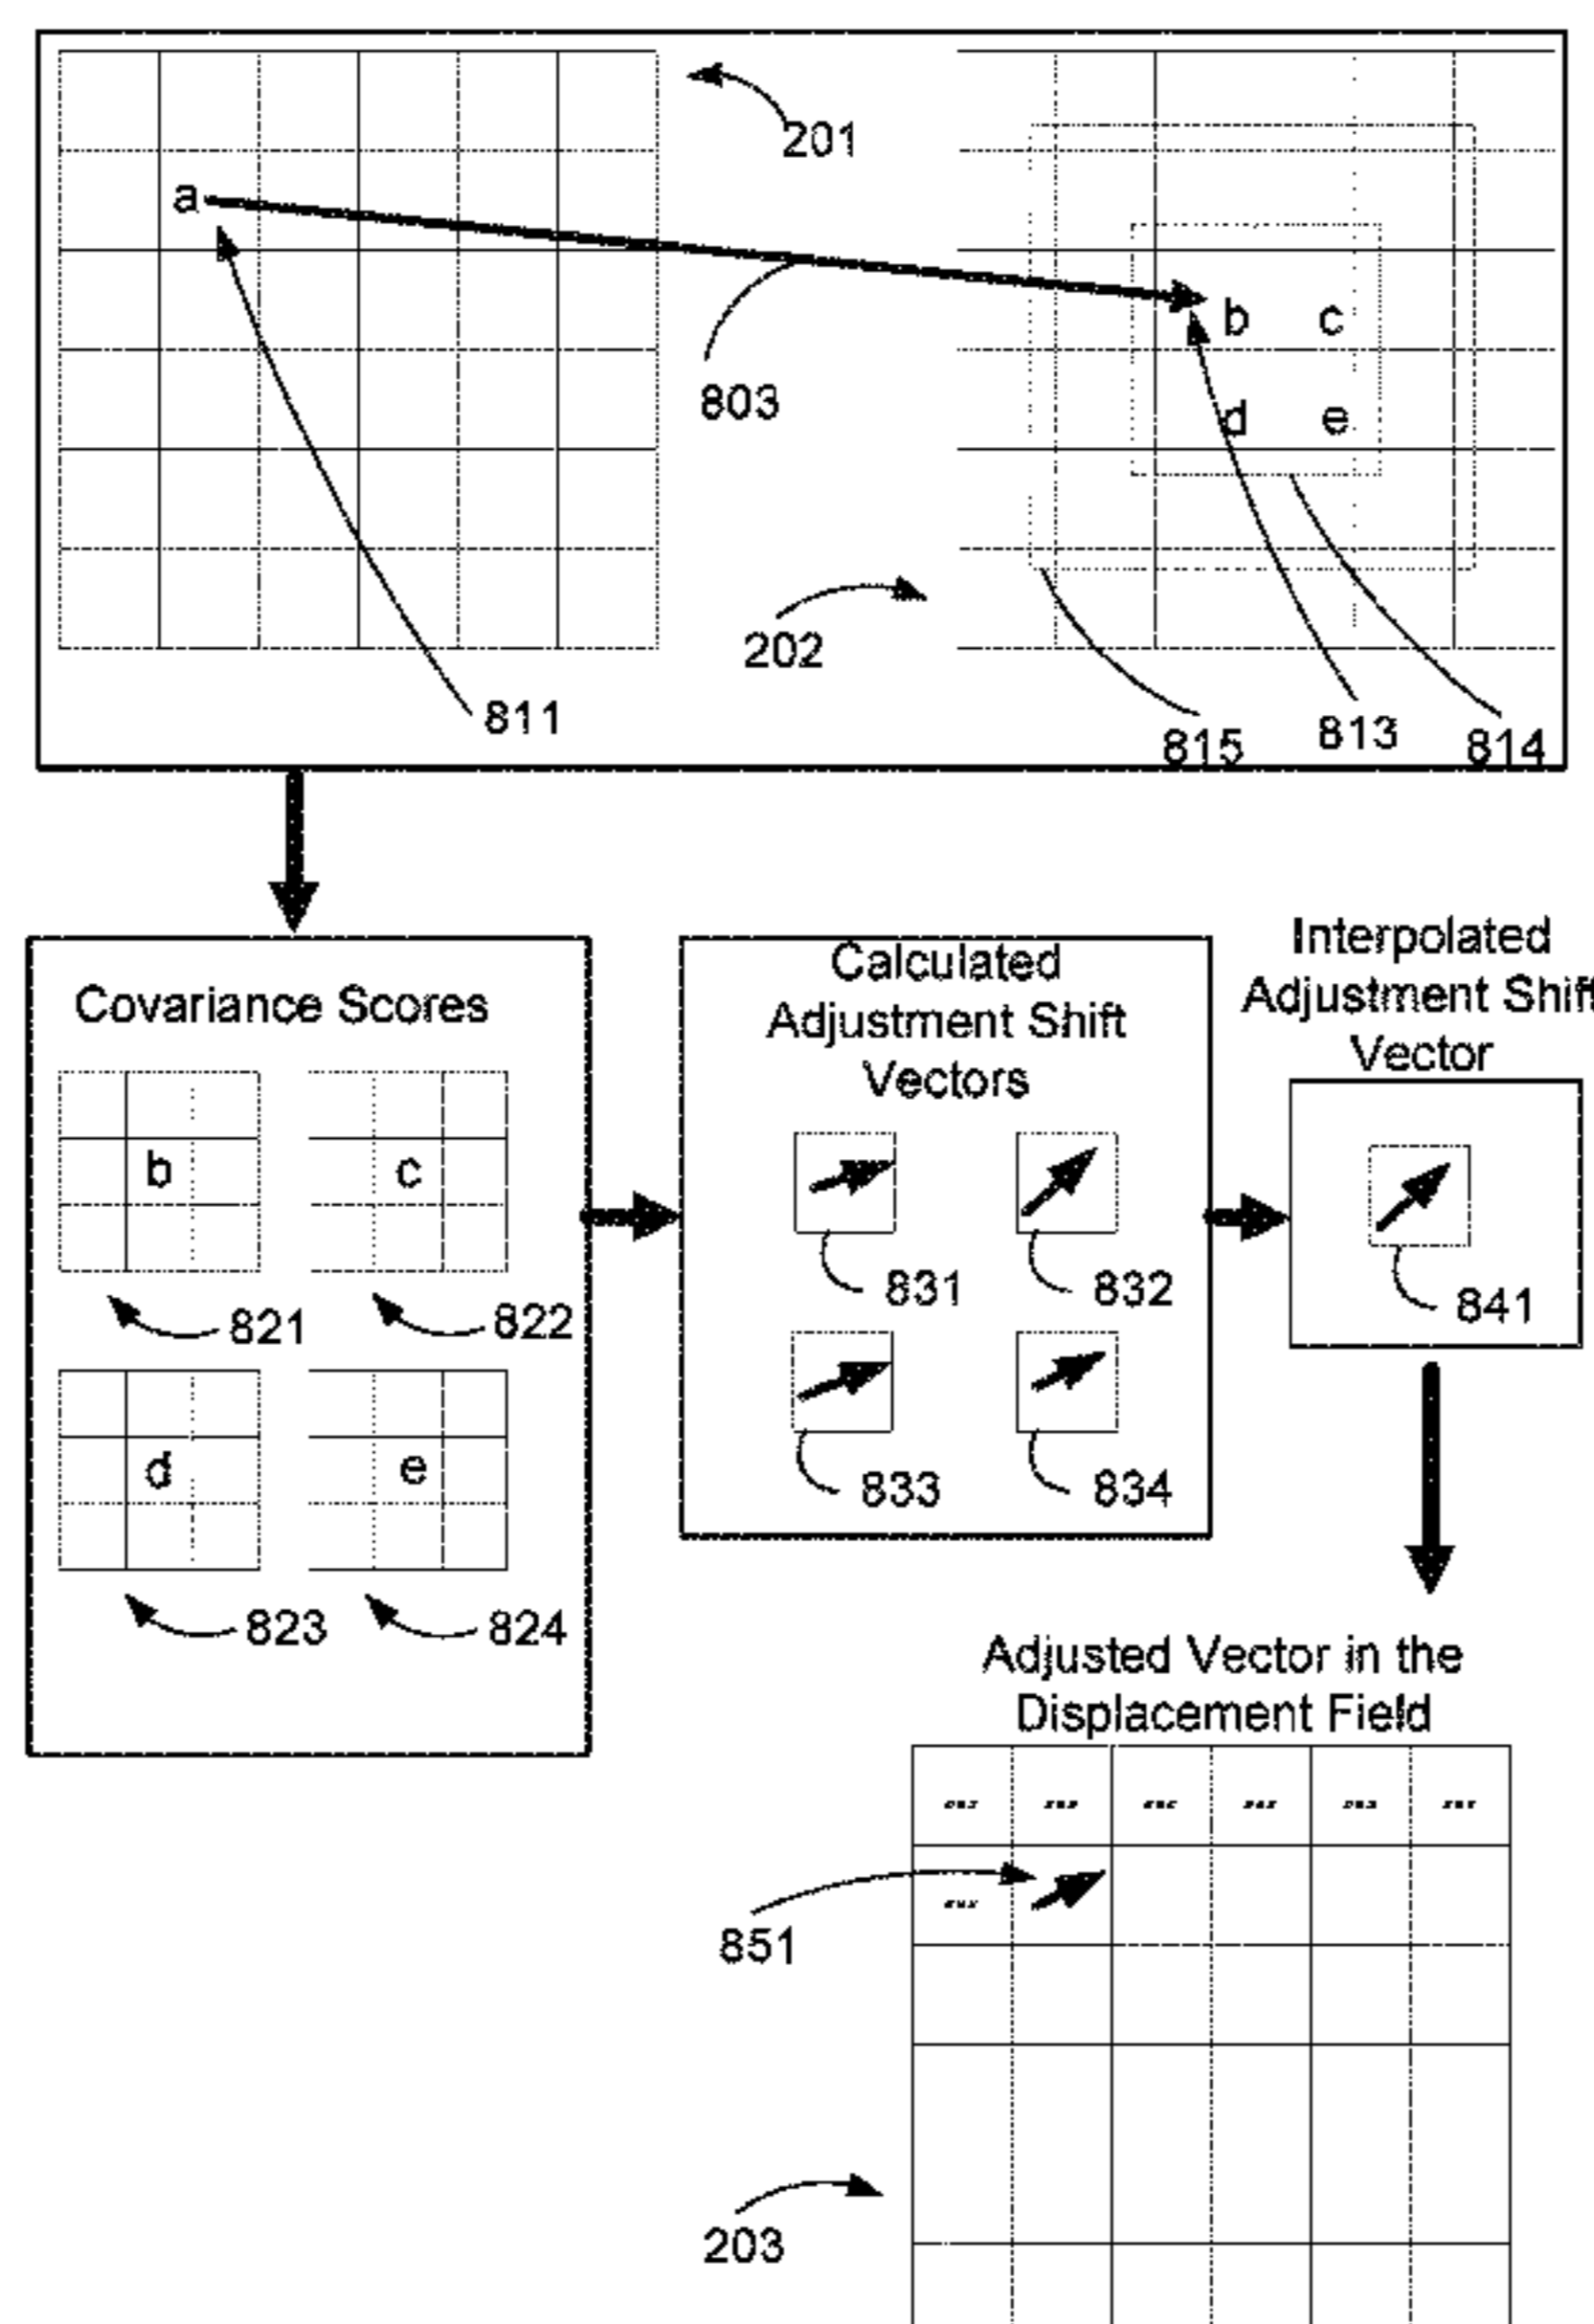 201
a
b c
803
d e
202
811
815
813
814
Covariance Scores
b
c
821
822
d
e
823
824
Calculated
Adjustment Shift
Vectors
831
832
833
834
Interpolated
Adjustment Shift
Vector
841
Adjusted Vector in the
Displacement Field
... ... ... ... ... ...
...
851
203